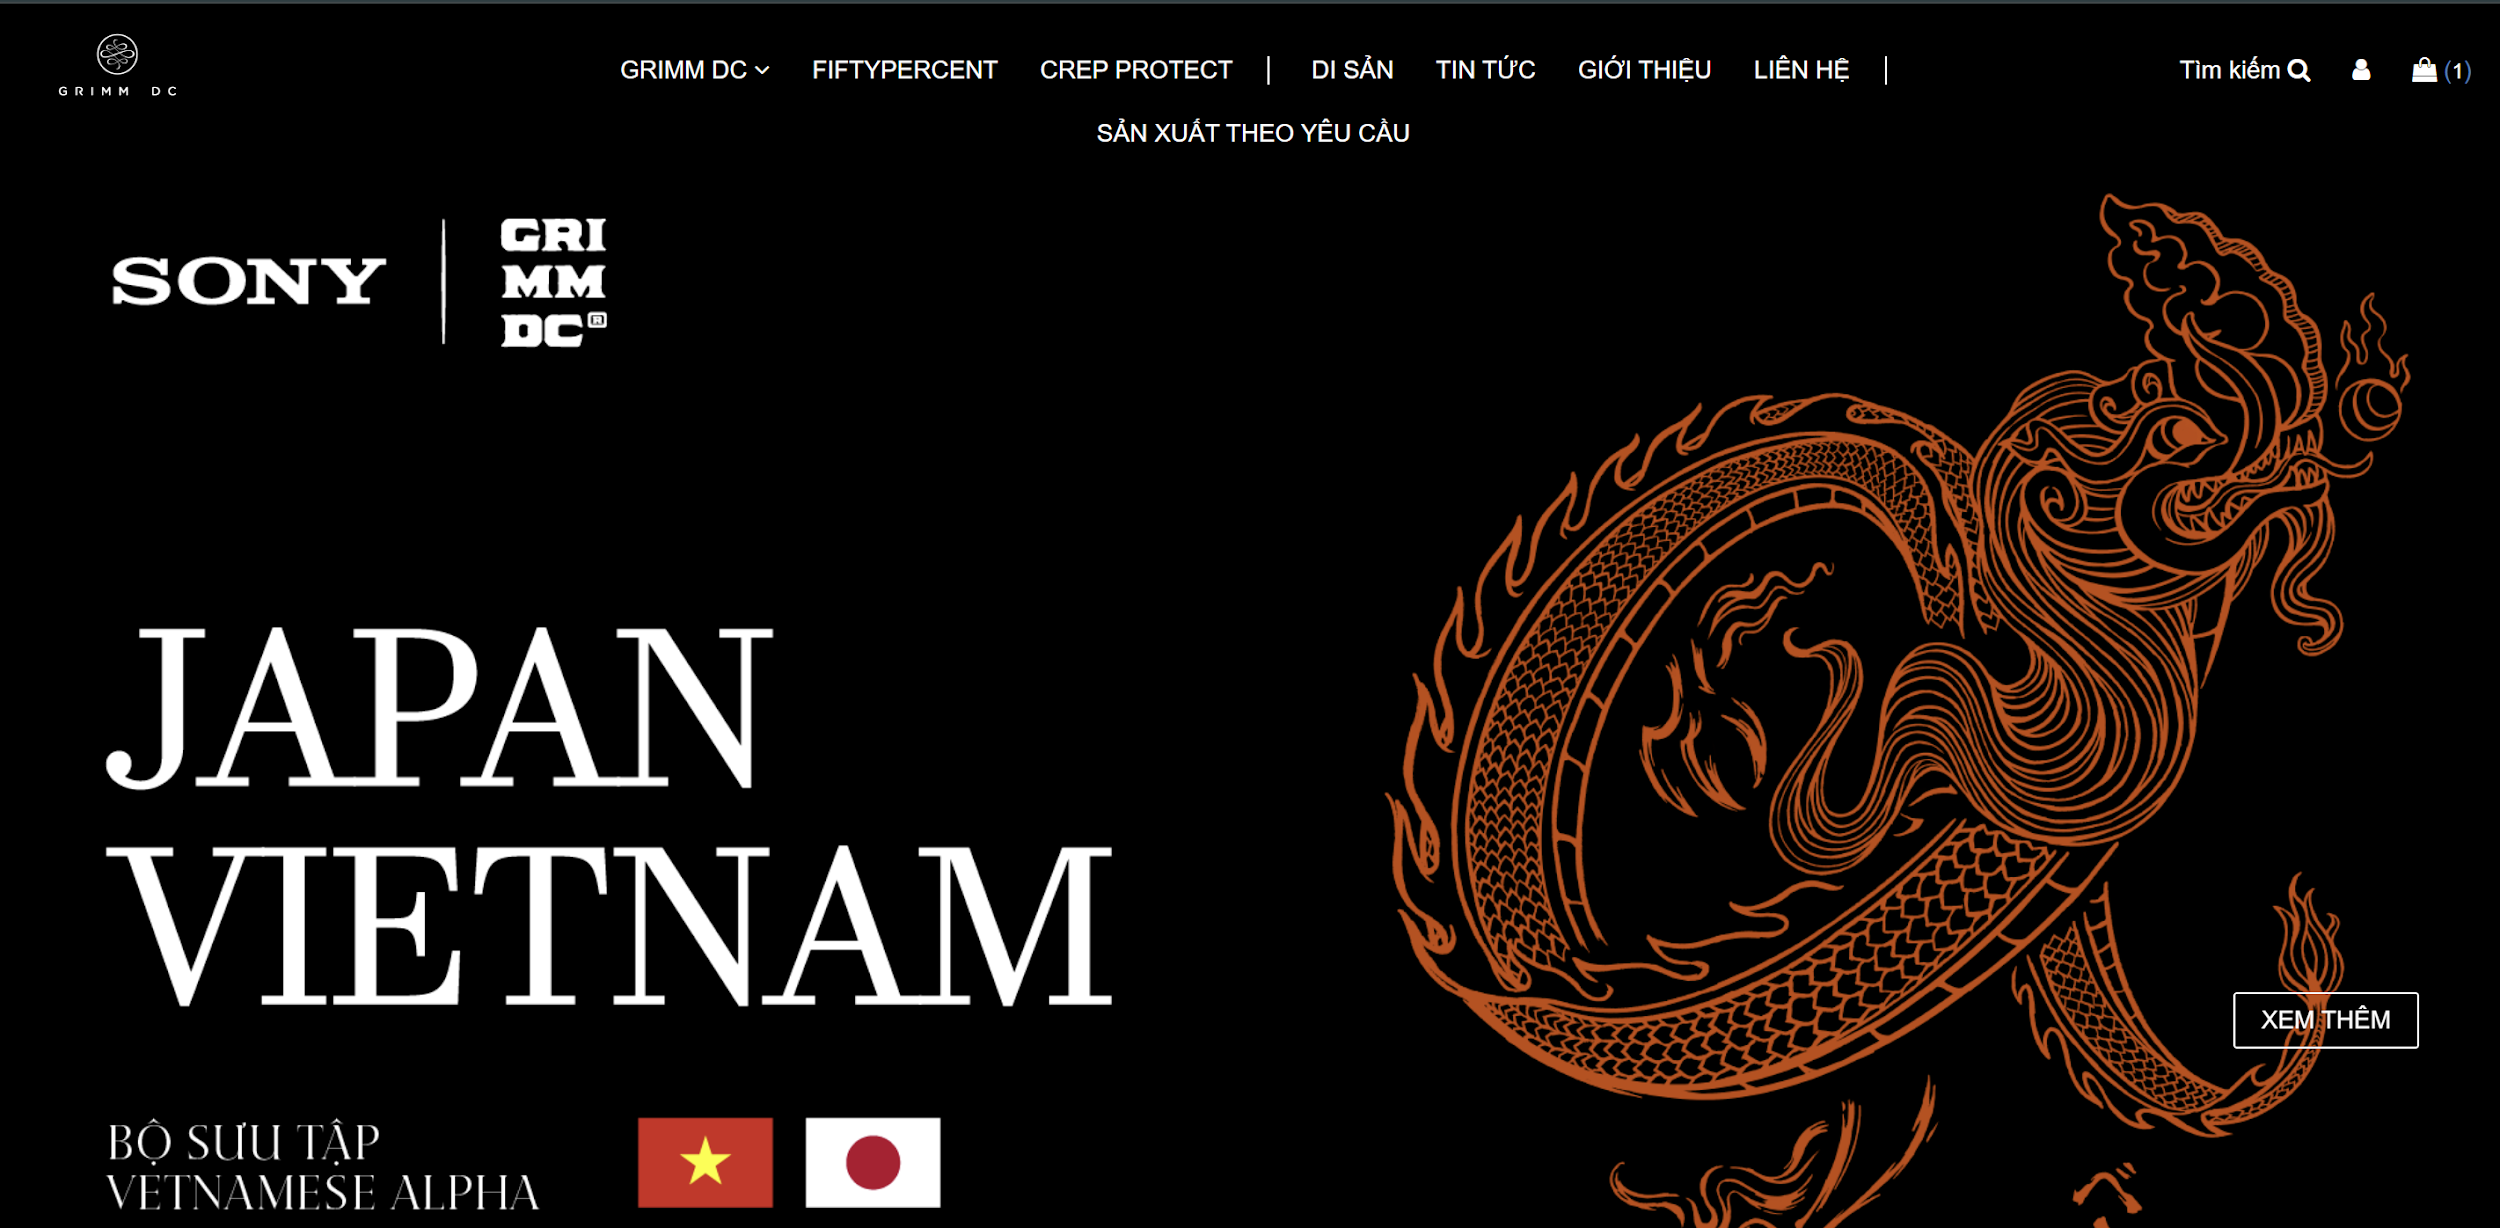 GRIMM DC
GRIMM DC FIFTYPERCENT CREP PROTECT | DI SẢN TIN TỨC GIỚI THIỆU LIÊN HỆ |
Tìm kiếm (1)
SẢN XUẤT THEO YÊU CẦU
SONY
GRI
MM
DC®
JAPAN
VIETNAM
XEM THÊM
BỘ SƯU TẬP
VETNAMESE ALPHA